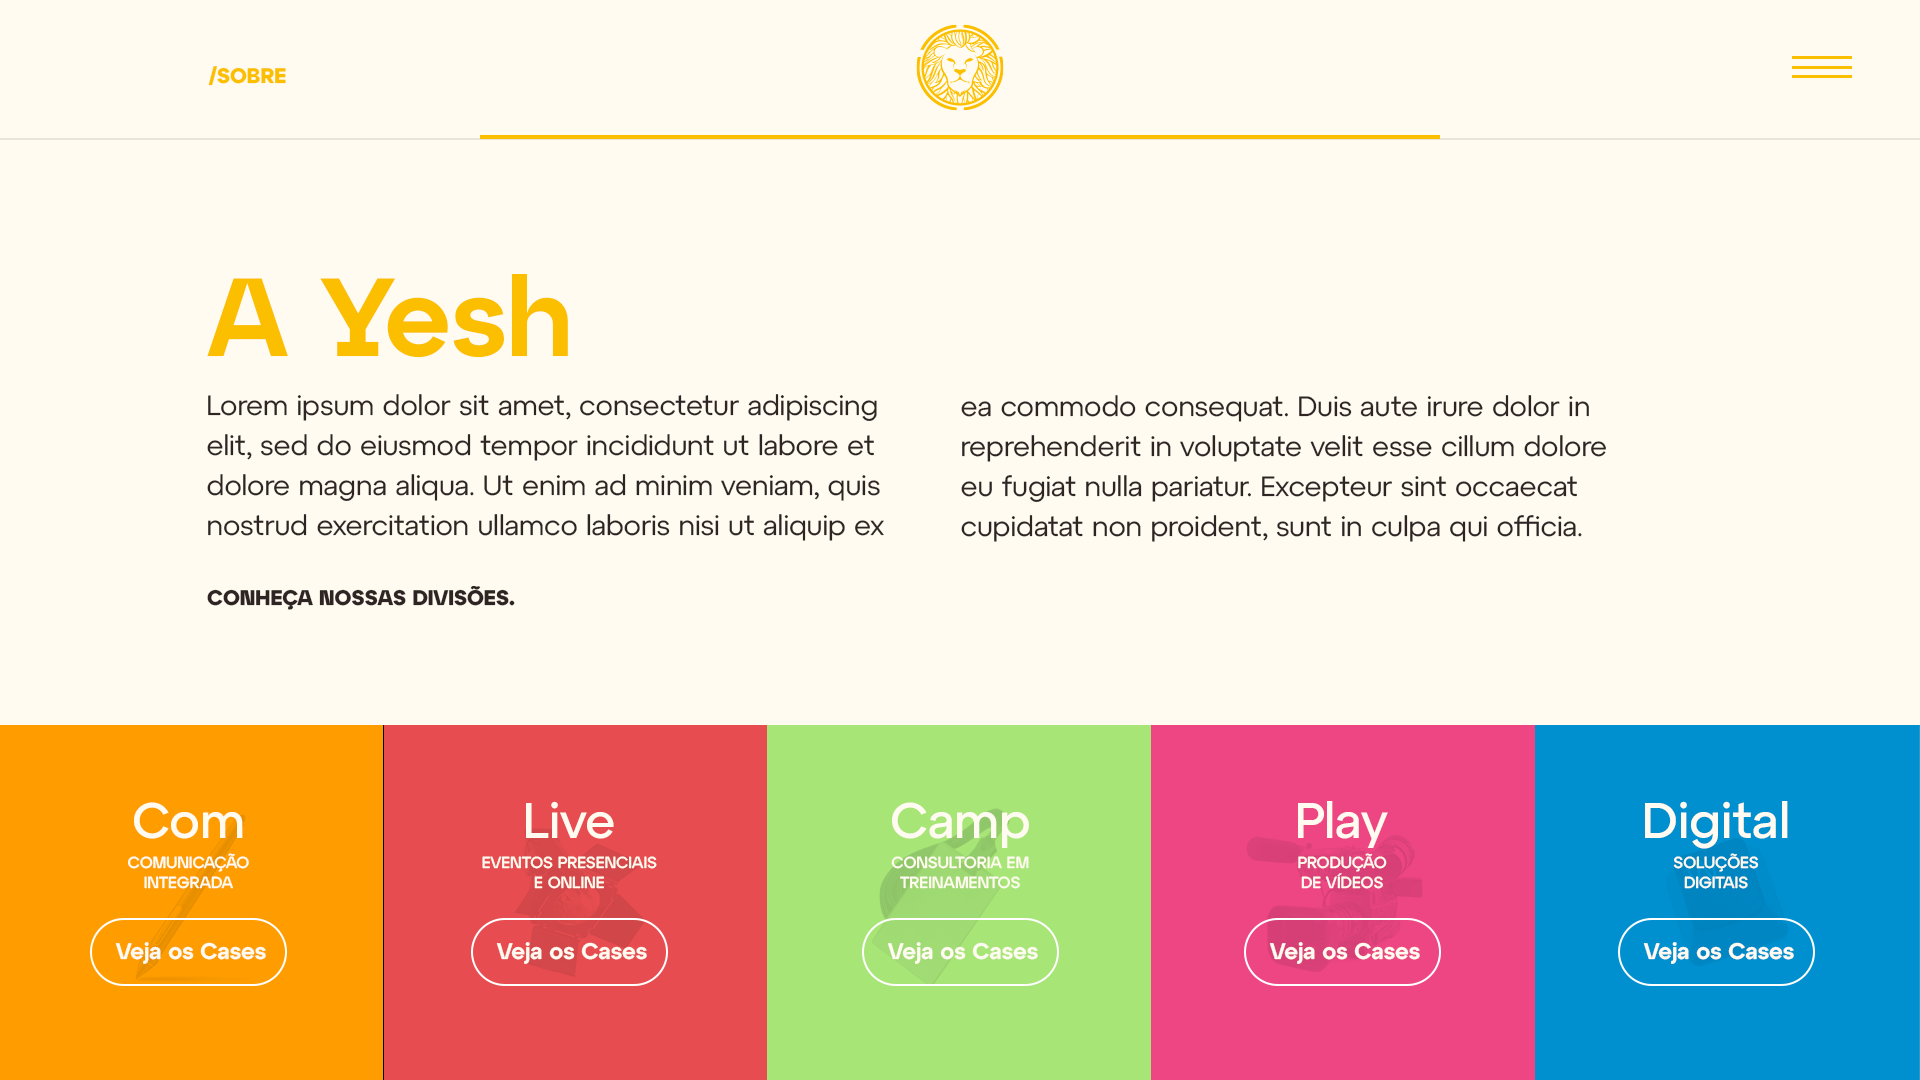 /SOBRE
A Yesh
Lorem ipsum dolor sit amet, consectetur adipiscing
elit, sed do eiusmod tempor incididunt ut labore et
dolore magna aliqua. Ut enim ad minim veniam, quis
nostrud exercitation ullamco laboris nisi ut aliquip ex
ea commodo consequat. Duis aute irure dolor in
reprehenderit in voluptate velit esse cillum dolore
eu fugiat nulla pariatur. Excepteur sint occaecat
cupidatat non proident, sunt in culpa qui officia.
CONHEÇA NOSSAS DIVISÕES.
Com
COMUNICAÇÃO
INTEGRADA
Veja os Cases
Live
EVENTOS PRESENCIAIS
E ONLINE
Veja os Cases
Camp
CONSULTORIA EM
TREINAMENTOS
Veja os Cases
Play
PRODUÇÃO
DE VÍDEOS
Veja os Cases
Digital
SOLUÇÕES
DIGITAIS
Veja os Cases